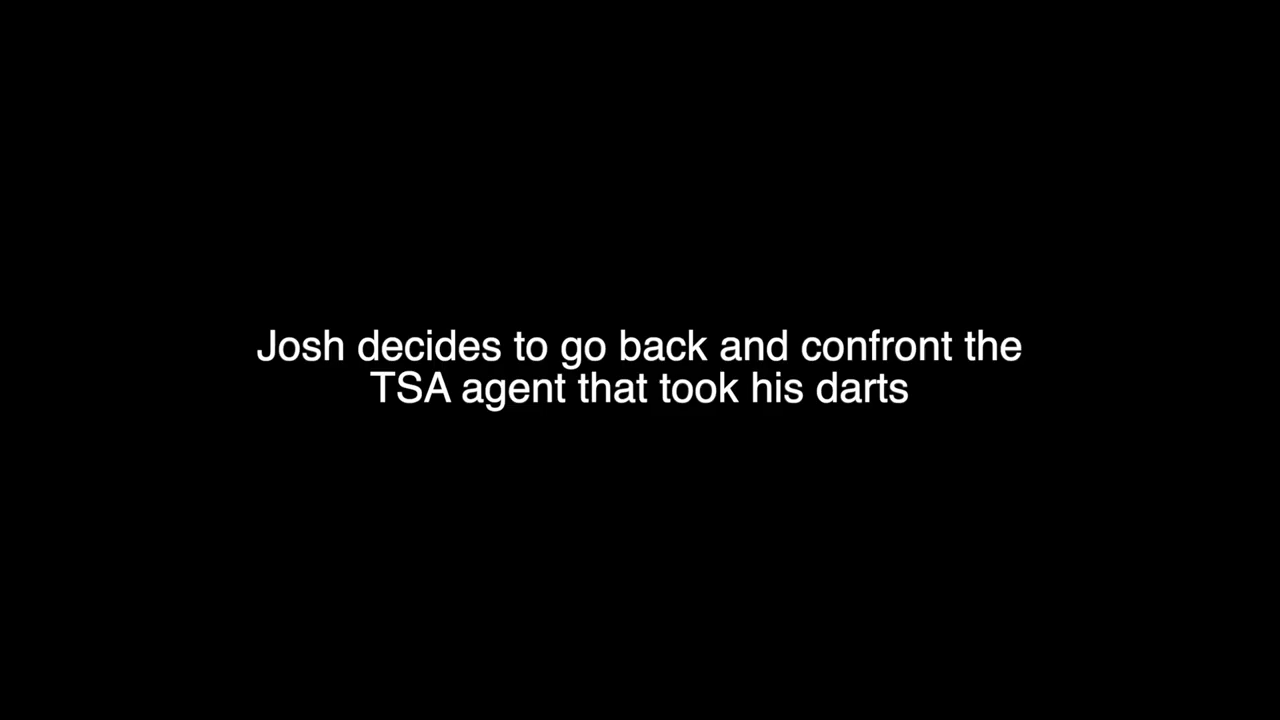 Josh decides to go back and confront the
TSA agent that took his darts